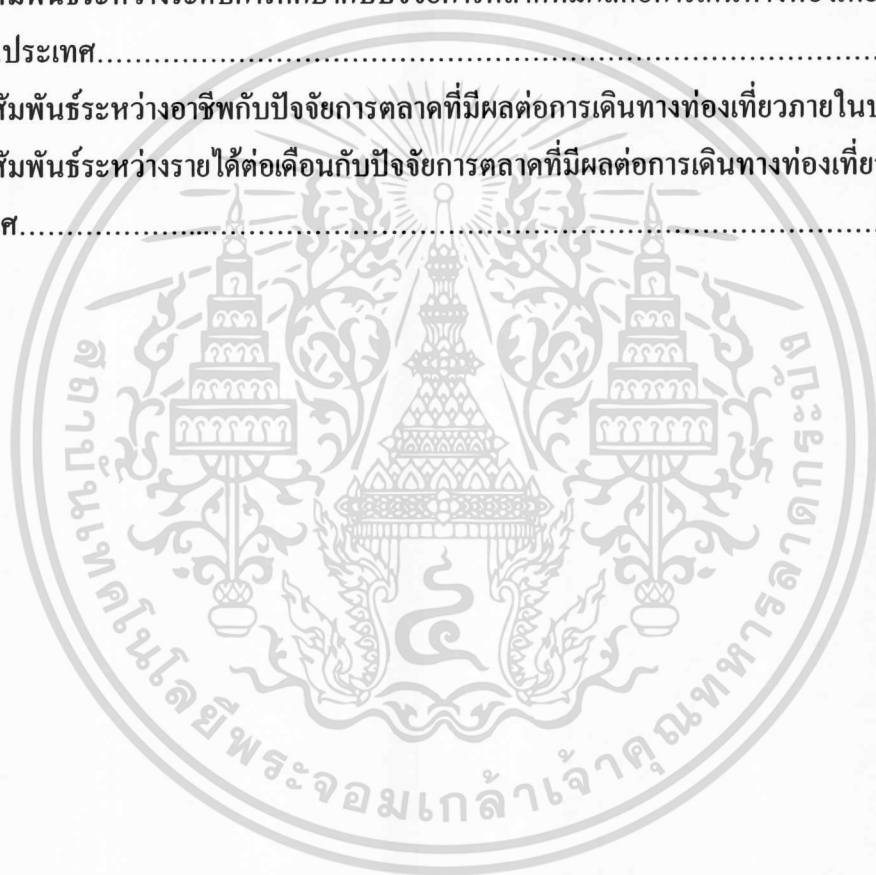 ประเทศ
สัมพันธ์ระหว่างอาชีพกับปัจจัยการตลาดที่มีผลต่อการเดินทางท่องเที่ยวภายใน
สัมพันธ์ระหว่างรายได้ต่อเดือนกับปัจจัยการตลาดที่มีผลต่อการเดินทางท่องเที่ยว
ศ
สถาบันเทคโนโลยีพระจอมเกล้าเจ้าคุณทหารลาดกระบัง
๔